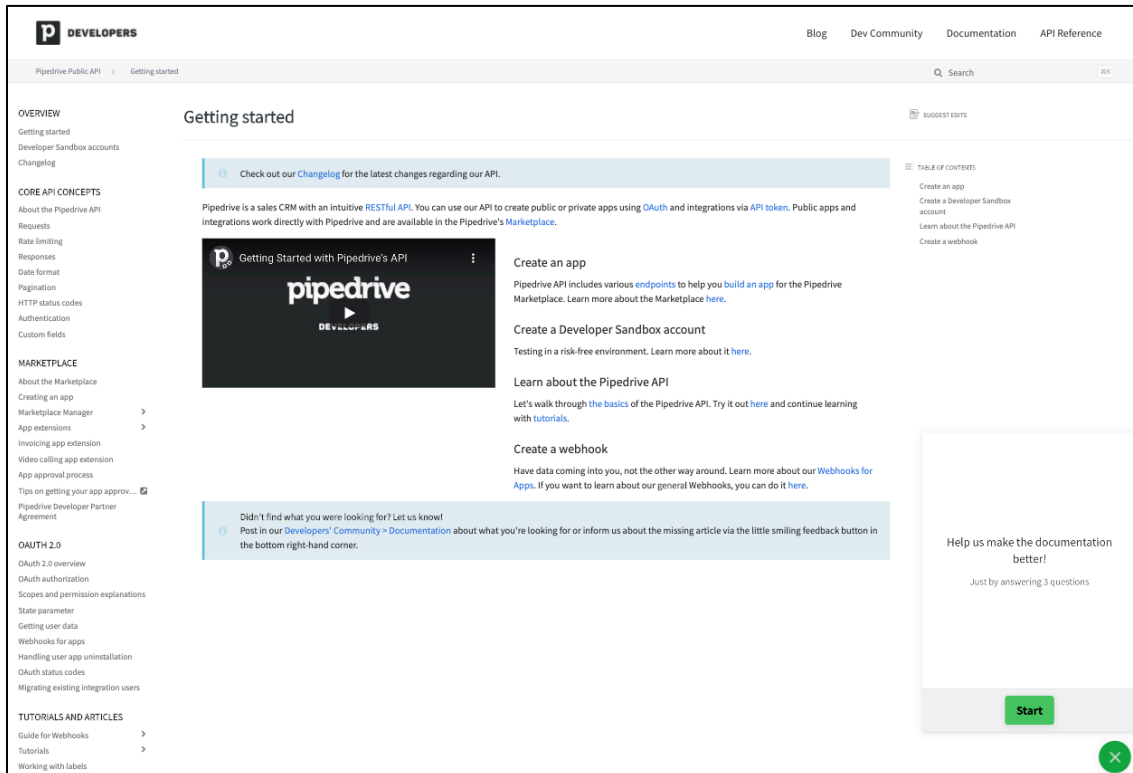 p DEVELOPERS
Blog Dev Community Documentation API Reference
Pipedrive Public API > Getting started
Search ⌘K
OVERVIEW
Getting started
Developer Sandbox accounts
Changelog
CORE API CONCEPTS
About the Pipedrive API
Requests
Rate limiting
Responses
Date format
Pagination
HTTP status codes
Authentication
Custom fields
MARKETPLACE
About the Marketplace
Creating an app
Marketplace Manager
App extensions
Invoicing app extension
Video calling app extension
App approval process
Tips on getting your app approv...
Pipedrive Developer Partner
Agreement
OAUTH 2.0
OAuth 2.0 overview
OAuth authorization
Scopes and permission explanations
State parameter
Getting user data
Webhooks for apps
Handling user app uninstallation
OAuth status codes
Migrating existing integration users
TUTORIALS AND ARTICLES
Guide for Webhooks
Tutorials
Working with labels
Getting started
Check out our Changelog for the latest changes regarding our API.
Pipedrive is a sales CRM with an intuitive RESTful API. You can use our API to create public or private apps using OAuth and integrations via API token. Public apps and
integrations work directly with Pipedrive and are available in the Pipedrive's Marketplace.
Getting Started with Pipedrive's API
pipedrive
DEVELOPERS
Create an app
Pipedrive API includes various endpoints to help you build an app for the Pipedrive
Marketplace. Learn more about the Marketplace here.
Create a Developer Sandbox account
Testing in a risk-free environment. Learn more about it here.
Learn about the Pipedrive API
Let's walk through the basics of the Pipedrive API. Try it out here and continue learning
with tutorials.
Create a webhook
Have data coming into you, not the other way around. Learn more about our Webhooks for
Apps. If you want to learn about our general Webhooks, you can do it here.
Didn't find what you were looking for? Let us know!
Post in our Developers' Community > Documentation about what you're looking for or inform us about the missing article via the little smiling feedback button in
the bottom right-hand corner.
SUGGEST EDITS
TABLE OF CONTENTS
Create an app
Create a Developer Sandbox
account
Learn about the Pipedrive API
Create a webhook
Help us make the documentation
better!
Just by answering 3 questions
Start